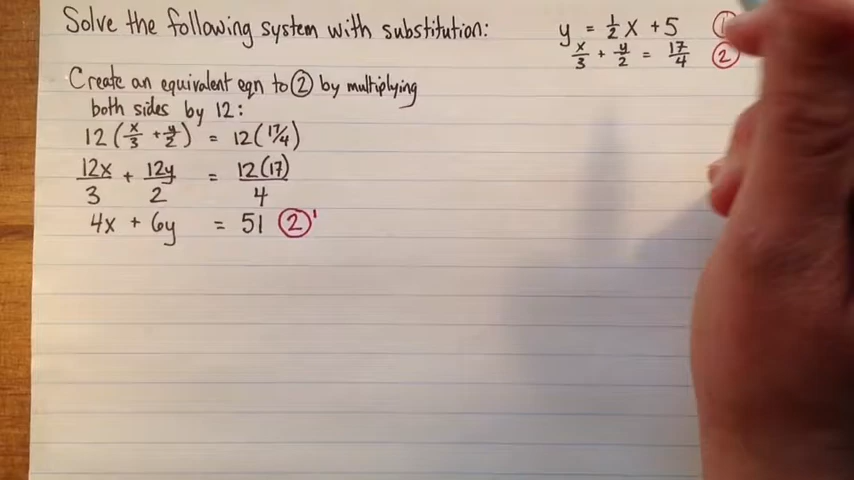 Solve the following system with substitution:
y = 1/2 x + 5 ①
x/3 + y/2 = 17/4 ②
Create an equivalent eqn to ② by multiplying
both sides by 12:
12(x/3 + y/2) = 12(17/4)
12x/3 + 12y/2 = 12(17)/4
4x + 6y = 51 ②'